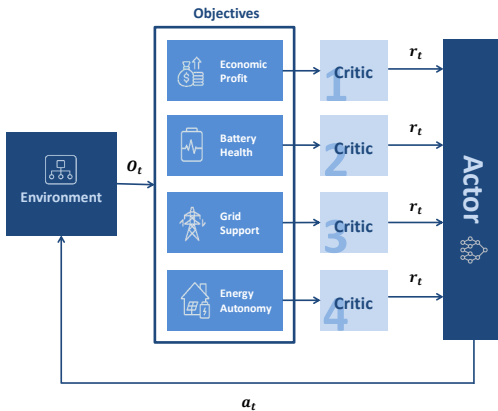 Objectives
Economic
Profit
1
Critic
r_t
Battery
Health
2
Critic
r_t
Environment
O_t
Grid
Support
3
Critic
r_t
Energy
Autonomy
4
Critic
r_t
Actor
a_t